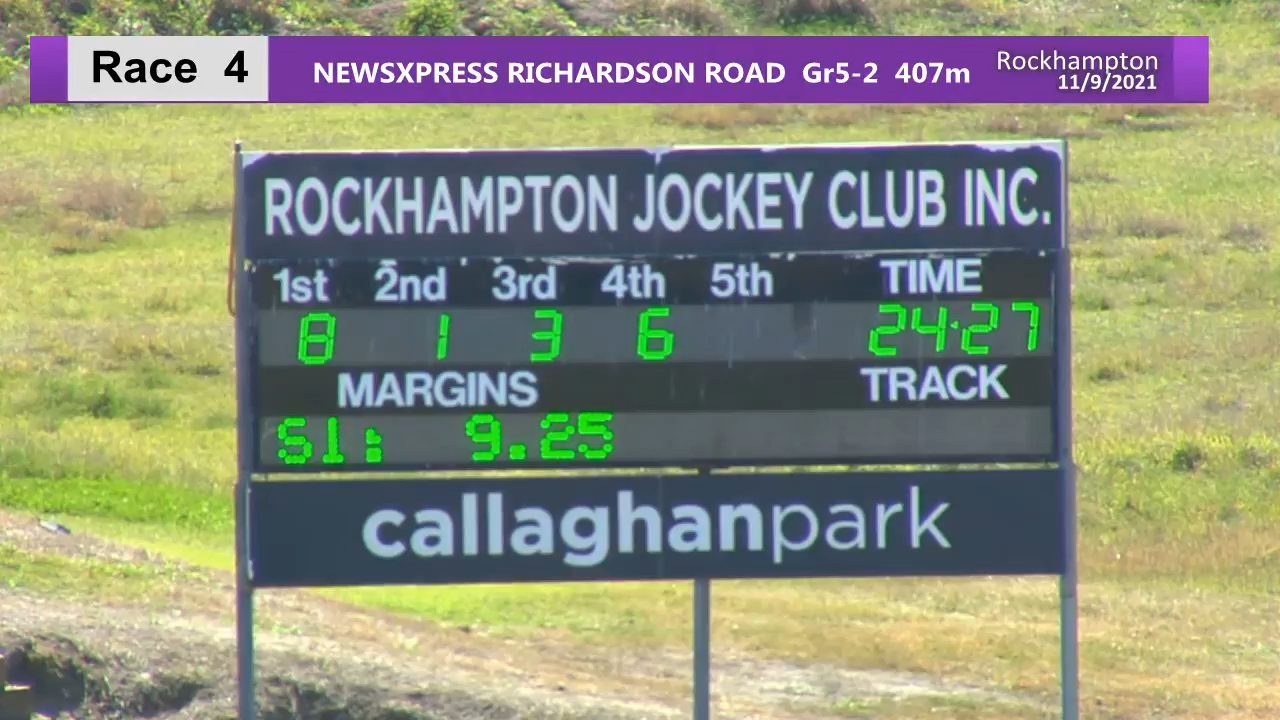 Race 4
NEWSXPRESS RICHARDSON ROAD Gr5-2 407m
Rockhampton
11/9/2021
ROCKHAMPTON JOCKEY CLUB INC.
1st 2nd 3rd 4th 5th TIME
8 1 3 6 24:27
MARGINS TRACK
S1: 9.25
callaghanpark